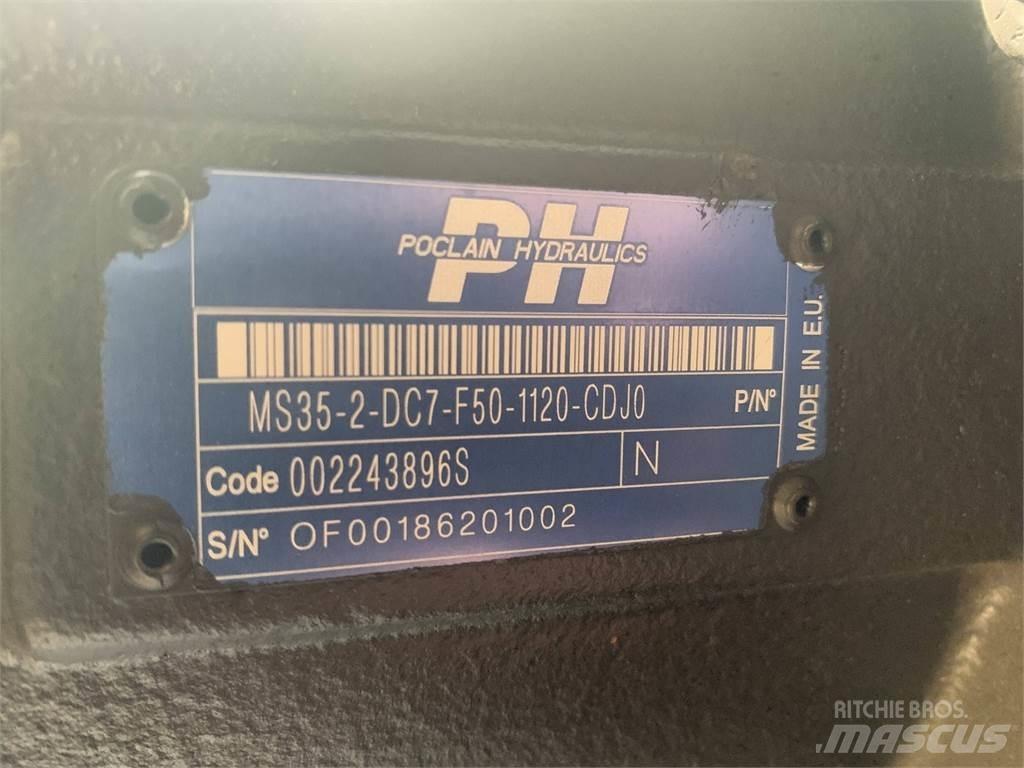 PH
POCLAIN HYDRAULICS
MS35-2-DC7-F50-1120-CDJ0 P/N°
Code 002243896S N
S/N° OF00186201002
MADE IN E.U.
RITCHIE BROS.
MASCUS